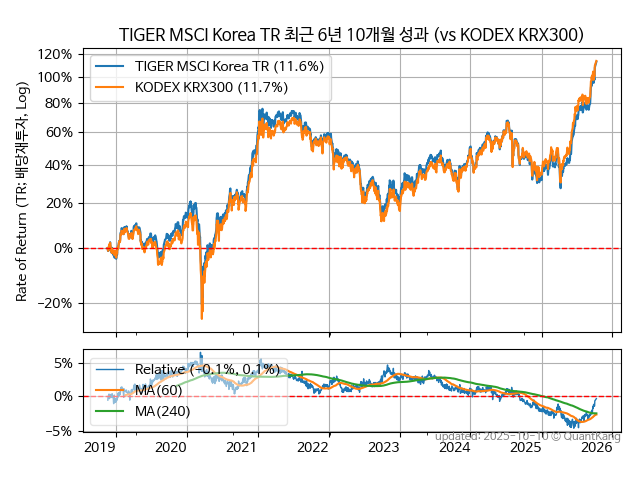 TIGER MSCI Korea TR 최근 6년 10개월 성과 (vs KODEX KRX300)
Rate of Return (TR: 배당재투자, Log)
120%
100%
80%
60%
40%
20%
0%
−20%
TIGER MSCI Korea TR (11.6%)
KODEX KRX300 (11.7%)
5%
0%
−5%
Relative (−0.1%, 0.1%)
MA(60)
MA(240)
2019 2020 2021 2022 2023 2024 2025 2026
updated: 2025-10-10 © QuantKang